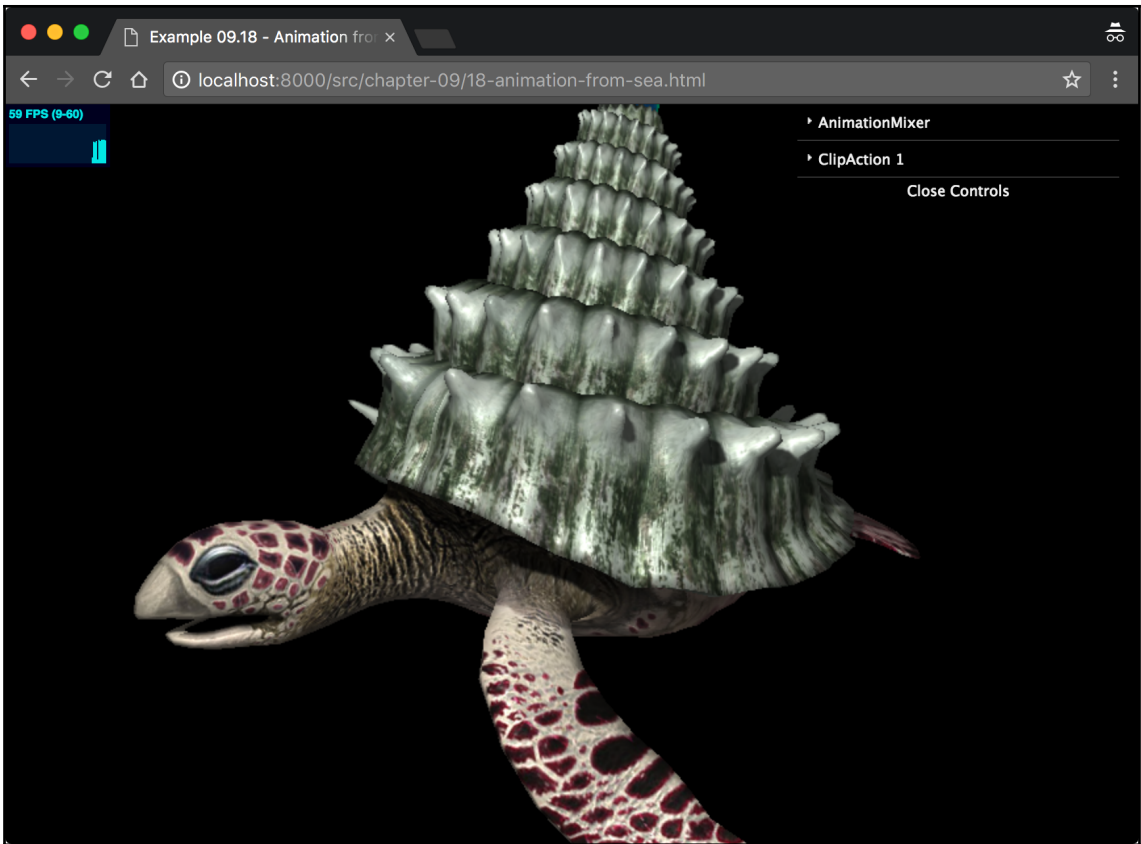 Example 09.18 - Animation fro
localhost:8000/src/chapter-09/18-animation-from-sea.html
59 FPS (9-60)
AnimationMixer
ClipAction 1
Close Controls